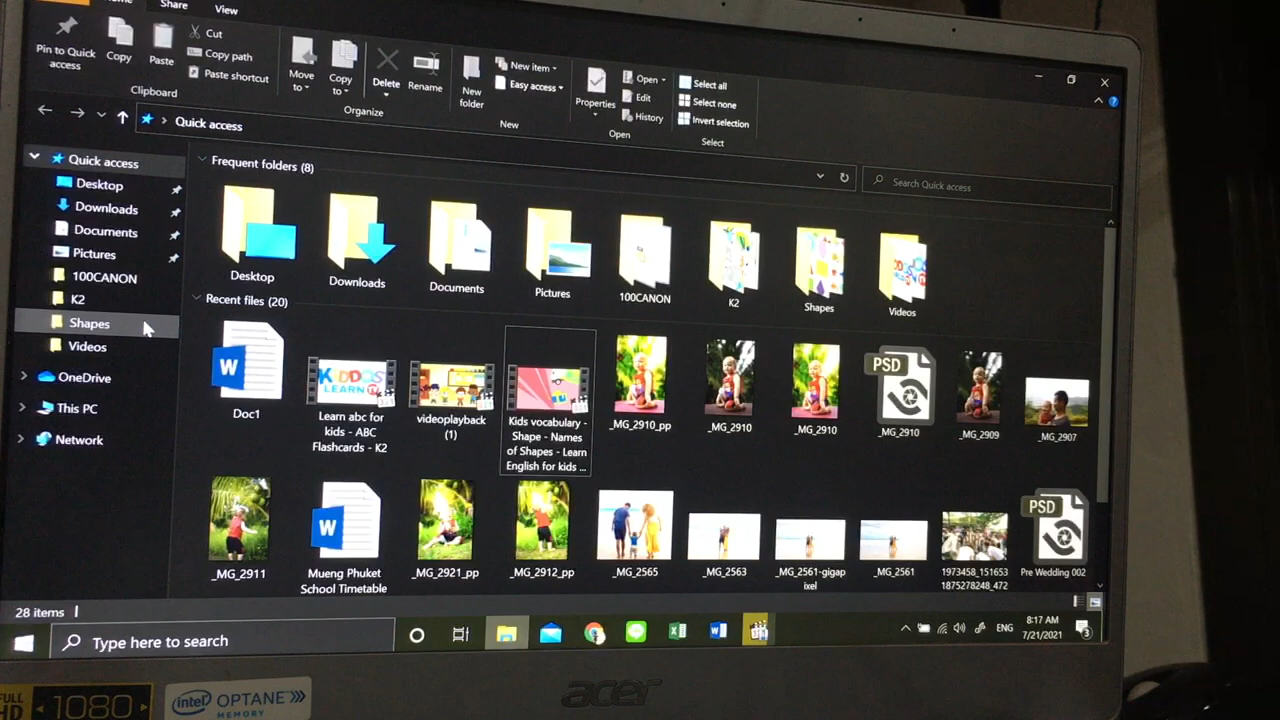 Share
View
Pin to Quick
access
Copy
Paste
Cut
Copy path
Paste shortcut
Clipboard
Move
to
Copy
to
Delete
Rename
Organize
New
folder
New item
Easy access
New
Properties
Open
Edit
History
Open
Select all
Select none
Invert selection
Select
Quick access
Search Quick access
Quick access
Desktop
Downloads
Documents
Pictures
100CANON
K2
Shapes
Videos
OneDrive
This PC
Network
Frequent folders (8)
Desktop
Downloads
Documents
Pictures
100CANON
K2
Shapes
Videos
Recent files (20)
W
KIDDOS
LEARN
PSD
Doc1
Learn abc for
kids - ABC
Flashcards - K2
videoplayback
(1)
Kids vocabulary -
Shape - Names
of Shapes - Learn
English for kids ...
_MG_2910_pp
_MG_2910
_MG_2910
_MG_2910
_MG_2909
_MG_2907
W
PSD
_MG_2911
Mueng Phuket
School Timetable
_MG_2921_pp
_MG_2912_pp
_MG_2565
_MG_2563
_MG_2561-gigap
ixel
_MG_2561
1973458_151653
1875278248_472
Pre Wedding 002
28 items
Type here to search
ENG
8:17 AM
7/21/2021
3
FULL
HD
1080
intel
OPTANE
MEMORY
acer